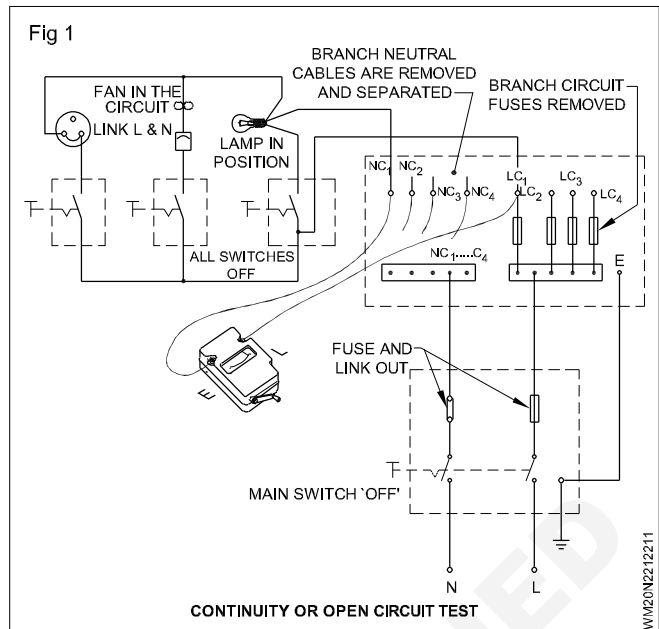 Fig 1
BRANCH NEUTRAL
CABLES ARE REMOVED
AND SEPARATED
BRANCH CIRCUIT
FUSES REMOVED
FAN IN THE
CIRCUIT
LINK L & N
LAMP IN
POSITION
NC1
NC2
NC3
NC4
LC1
LC2
LC3
LC4
ALL SWITCHES
OFF
NC1.....C4
E
L
E
FUSE AND
LINK OUT
MAIN SWITCH 'OFF'
N
L
CONTINUITY OR OPEN CIRCUIT TEST
WM20N2212211